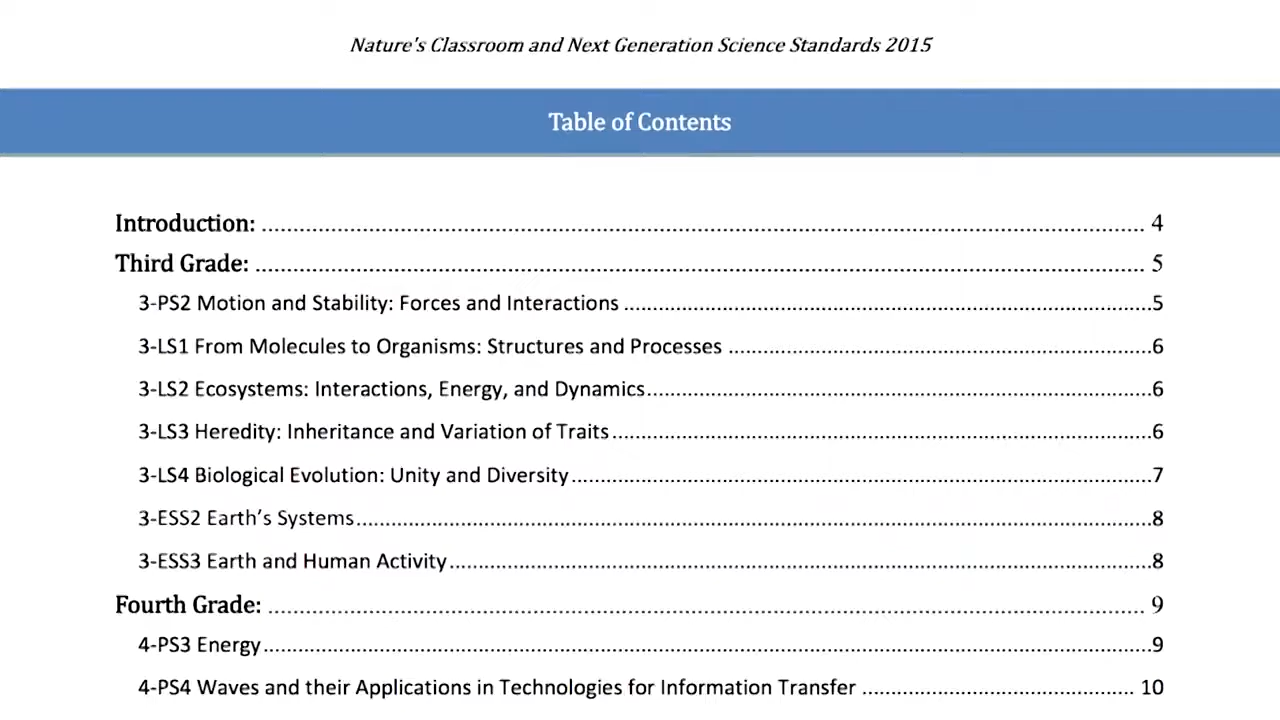 Nature's Classroom and Next Generation Science Standards 2015
Table of Contents
Introduction: ........................................................................................................ 4
Third Grade: ......................................................................................................... 5
3-PS2 Motion and Stability: Forces and Interactions ...........................................................5
3-LS1 From Molecules to Organisms: Structures and Processes ...........................................6
3-LS2 Ecosystems: Interactions, Energy, and Dynamics.......................................................6
3-LS3 Heredity: Inheritance and Variation of Traits.............................................................6
3-LS4 Biological Evolution: Unity and Diversity...................................................................7
3-ESS2 Earth’s Systems.....................................................................................................8
3-ESS3 Earth and Human Activity......................................................................................8
Fourth Grade: ....................................................................................................... 9
4-PS3 Energy....................................................................................................................9
4-PS4 Waves and their Applications in Technologies for Information Transfer ................................ 10